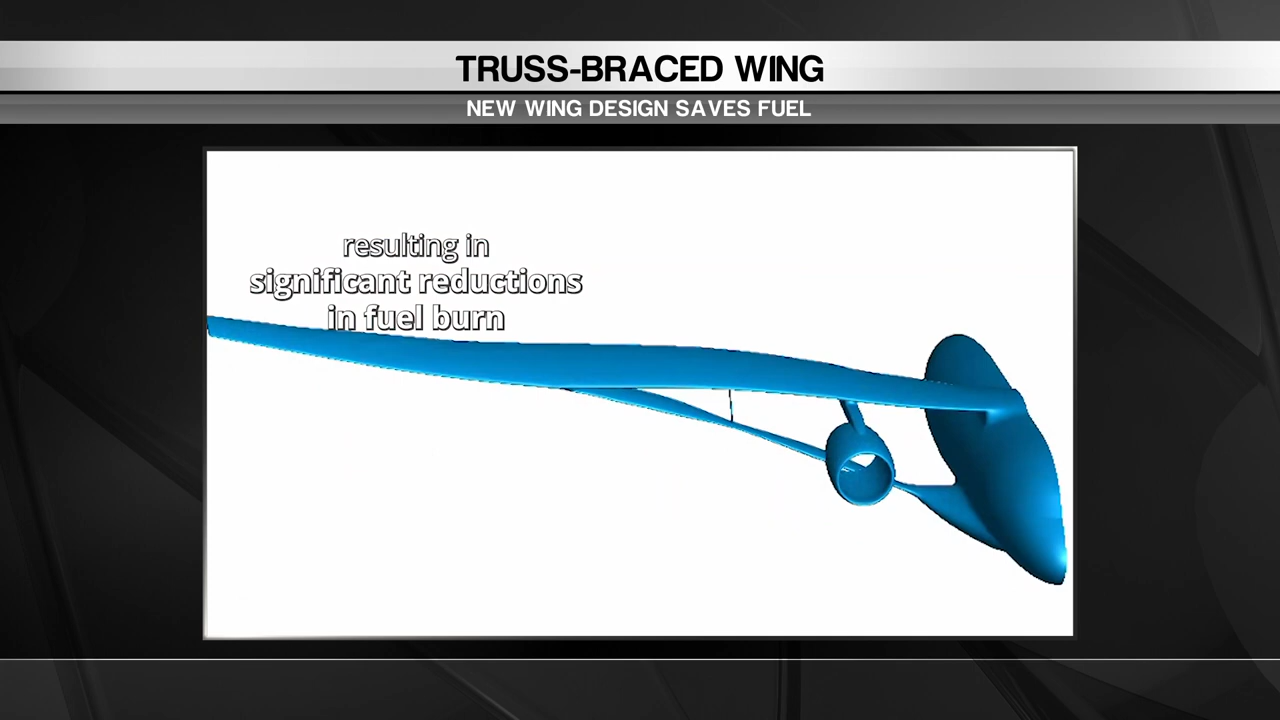 TRUSS-BRACED WING
NEW WING DESIGN SAVES FUEL
resulting in
significant reductions
in fuel burn